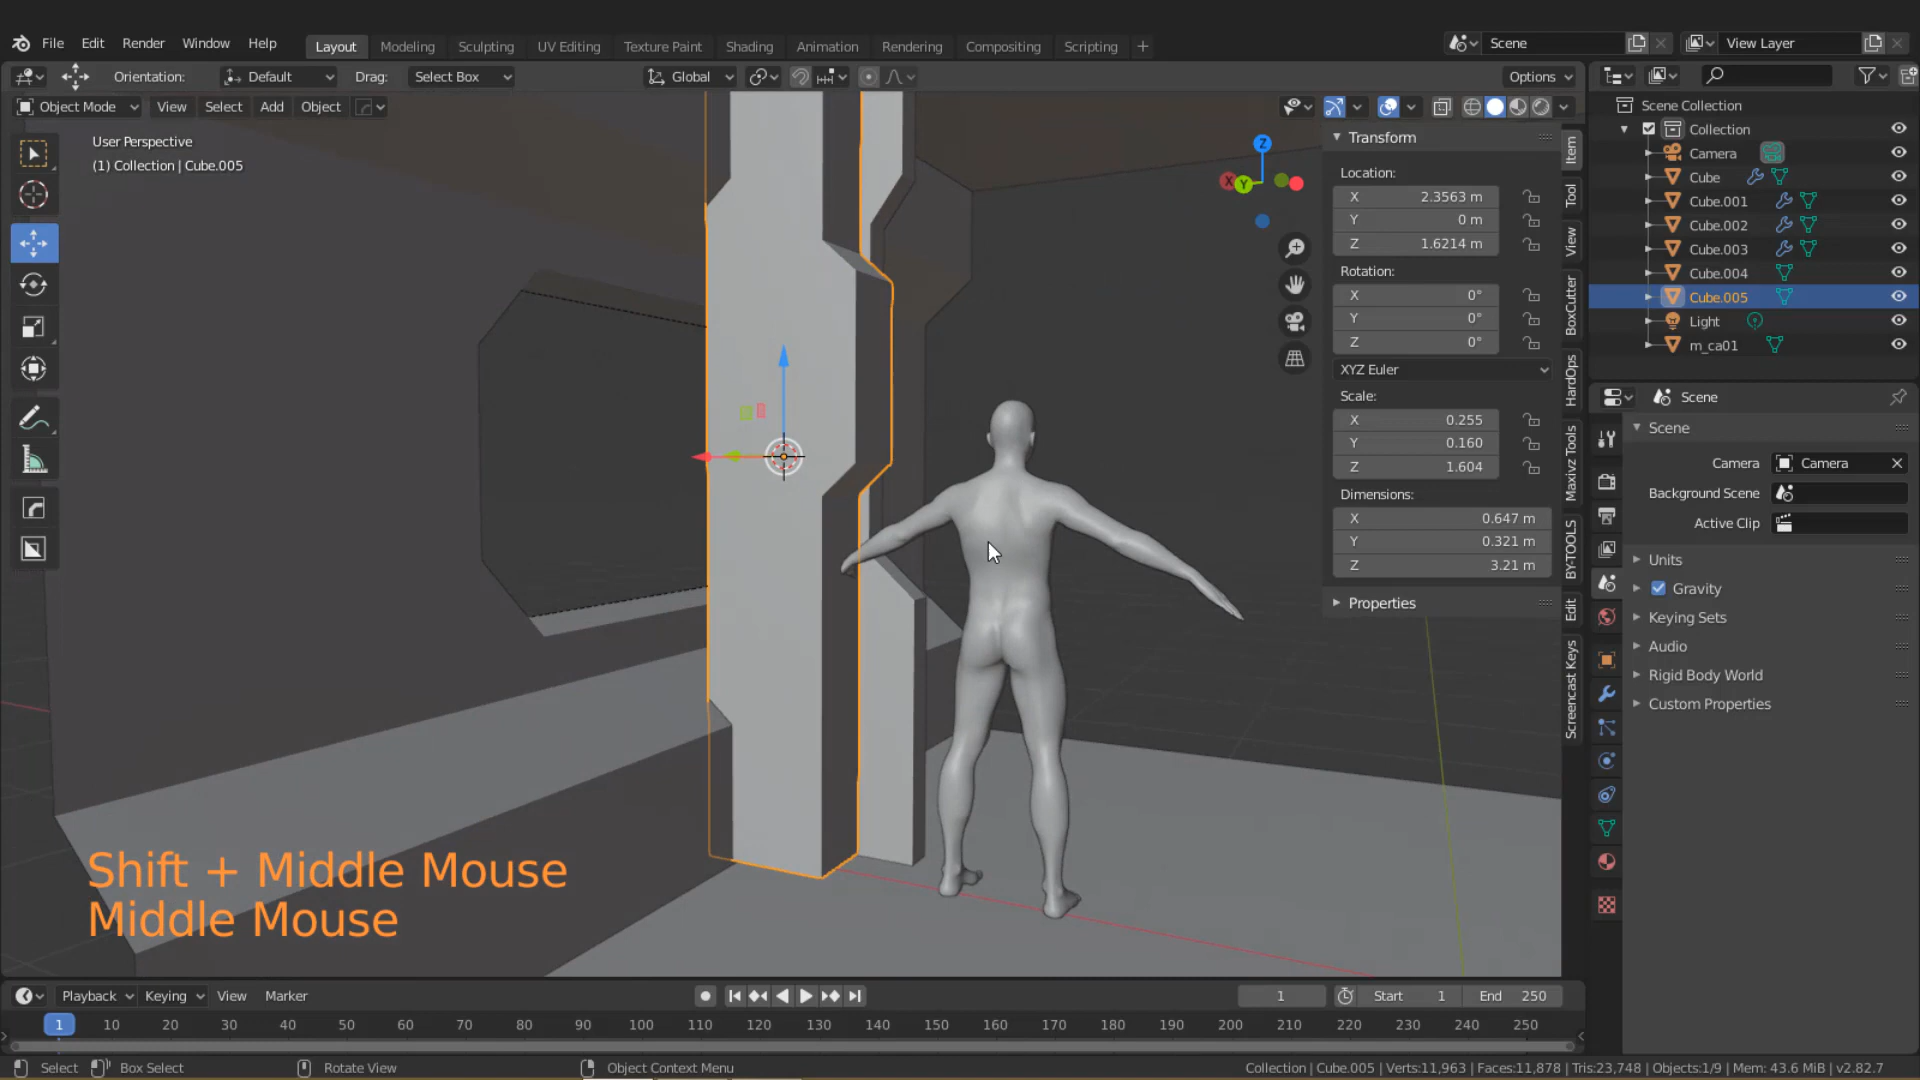 File Edit Render Window Help Layout Modeling Sculpting UV Editing Texture Paint Shading Animation Rendering Compositing Scripting + Scene View Layer
Orientation: Default Drag: Select Box Global Options
Object Mode View Select Add Object
User Perspective
(1) Collection | Cube.005
Z
X
Y
Transform
Location:
X 2.3563 m
Y 0 m
Z 1.6214 m
Rotation:
X 0°
Y 0°
Z 0°
XYZ Euler
Scale:
X 0.255
Y 0.160
Z 1.604
Dimensions:
X 0.647 m
Y 0.321 m
Z 3.21 m
Properties
Item
Tool
View
BoxCutter
HardOps
Maxivz Tools
BY-TOOLS
Edit
Screencast Keys
Scene Collection
Collection
Camera
Cube
Cube.001
Cube.002
Cube.003
Cube.004
Cube.005
Light
m_ca01
Scene
Scene
Camera Camera
Background Scene
Active Clip
Units
Gravity
Keying Sets
Audio
Rigid Body World
Custom Properties
Shift + Middle Mouse
Middle Mouse
Playback Keying View Marker 1 Start 1 End 250
1 10 20 30 40 50 60 70 80 90 100 110 120 130 140 150 160 170 180 190 200 210 220 230 240 250
Select Box Select Rotate View Object Context Menu Collection | Cube.005 | Verts:11,963 | Faces:11,878 | Tris:23,748 | Objects:1/9 | Mem: 43.6 MiB | v2.82.7